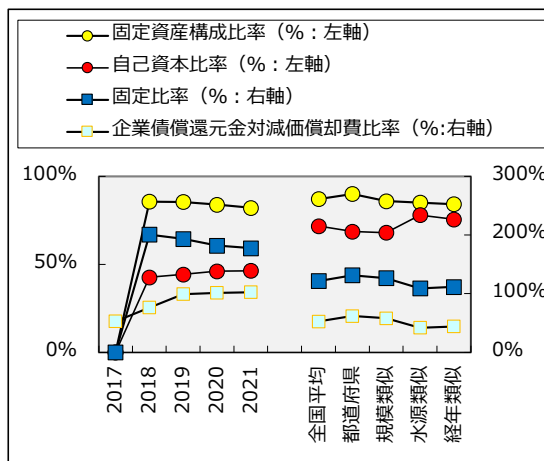 固定資産構成比率（%：左軸）
自己資本比率（%：左軸）
固定比率（%：右軸）
企業債償還元金対減価償却費比率（%:右軸）
100%
50%
0%
300%
200%
100%
0%
2017
2018
2019
2020
2021
全国平均
都道府県
規模類似
水源類似
経年類似